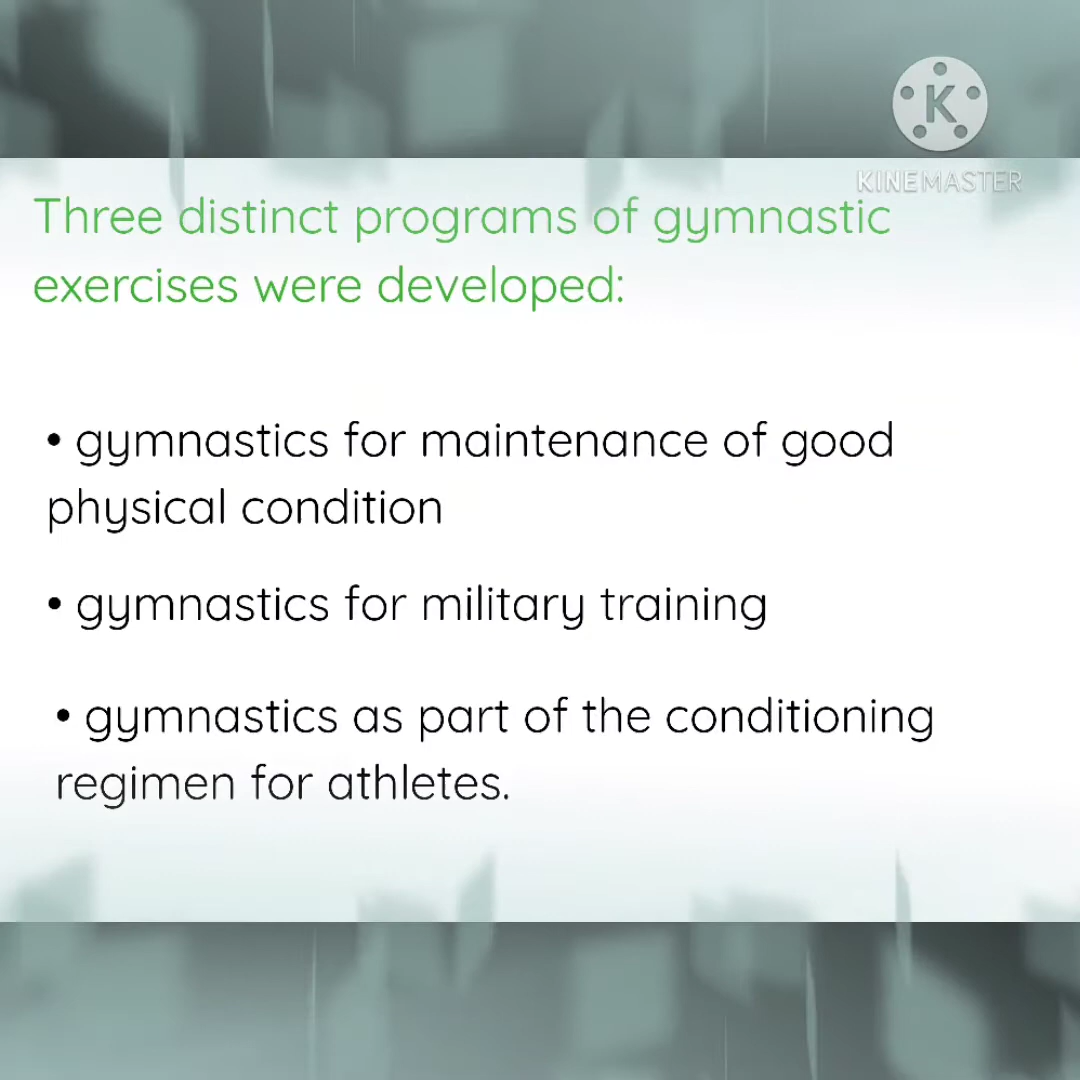 K
KINEMASTER
Three distinct programs of gymnastic
exercises were developed:
• gymnastics for maintenance of good
physical condition
• gymnastics for military training
• gymnastics as part of the conditioning
regimen for athletes.